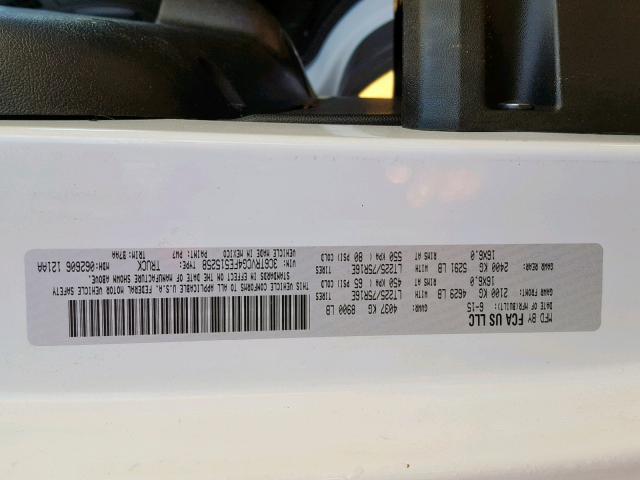 MFD BY FCA US LLC
DATE OF MFR(BUILT): 6-15 GVWR: 4037 KG 8900 LB
GAWR FRONT: 2100 KG 4629 LB LT225/75R16E TIRES
16X6.0 RIMS AT 450 KPA( 65 PSI) COLD
GAWR REAR: 2400 KG 5291 LB LT225/75R16E TIRES
16X6.0 RIMS AT 550 KPA( 80 PSI) COLD
THIS VEHICLE CONFORMS TO ALL APPLICABLE U.S.A. FEDERAL MOTOR VEHICLE SAFETY
STANDARDS IN EFFECT ON THE DATE OF MANUFACTURE SHOWN ABOVE.
VIN: 3C6TRVCG4FE515258 TYPE: TRUCK MDH:062606 121AA
VEHICLE MADE IN MEXICO PAINT: PW7 TRIM: B7AA